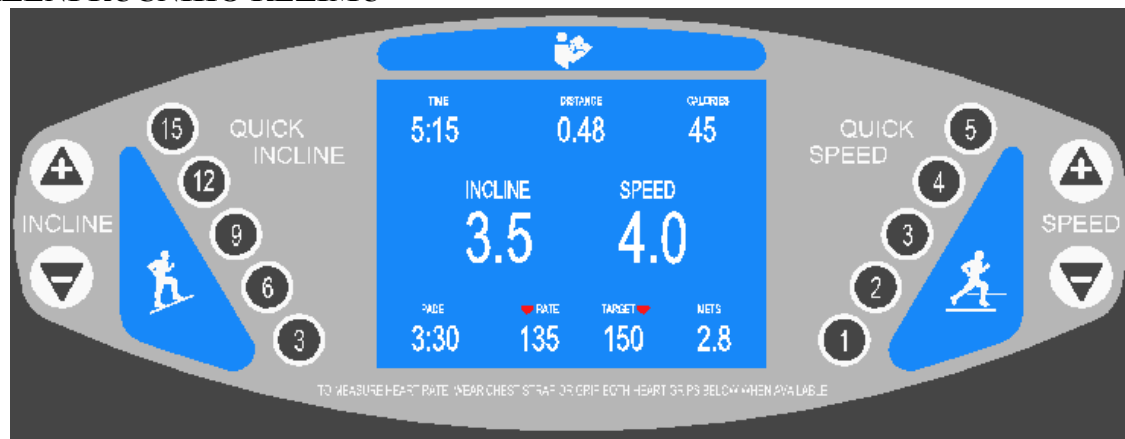 TIME DISTANCE CALORIES
5:15 0.48 45
15 QUICK INCLINE
12
9
6
3
INCLINE
INCLINE SPEED
3.5 4.0
PACE RATE TARGET METS
3:30 135 150 2.8
QUICK SPEED 5
4
3
2
1
SPEED
TO MEASURE HEART RATE, WEAR CHEST STRAP OR GRIP BOTH HEART GRIPS BELOW WHEN AVAILABLE